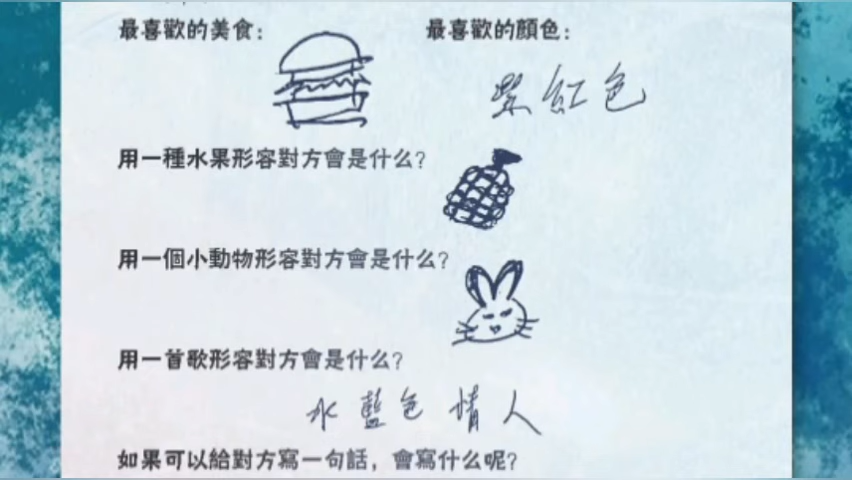 最喜歡的美食： 最喜歡的顏色：
紫紅色
用一種水果形容對方會是什么？
用一個小動物形容對方會是什么？
用一首歌形容對方會是什么？
水藍色情人
如果可以給對方寫一句話，會寫什么呢？